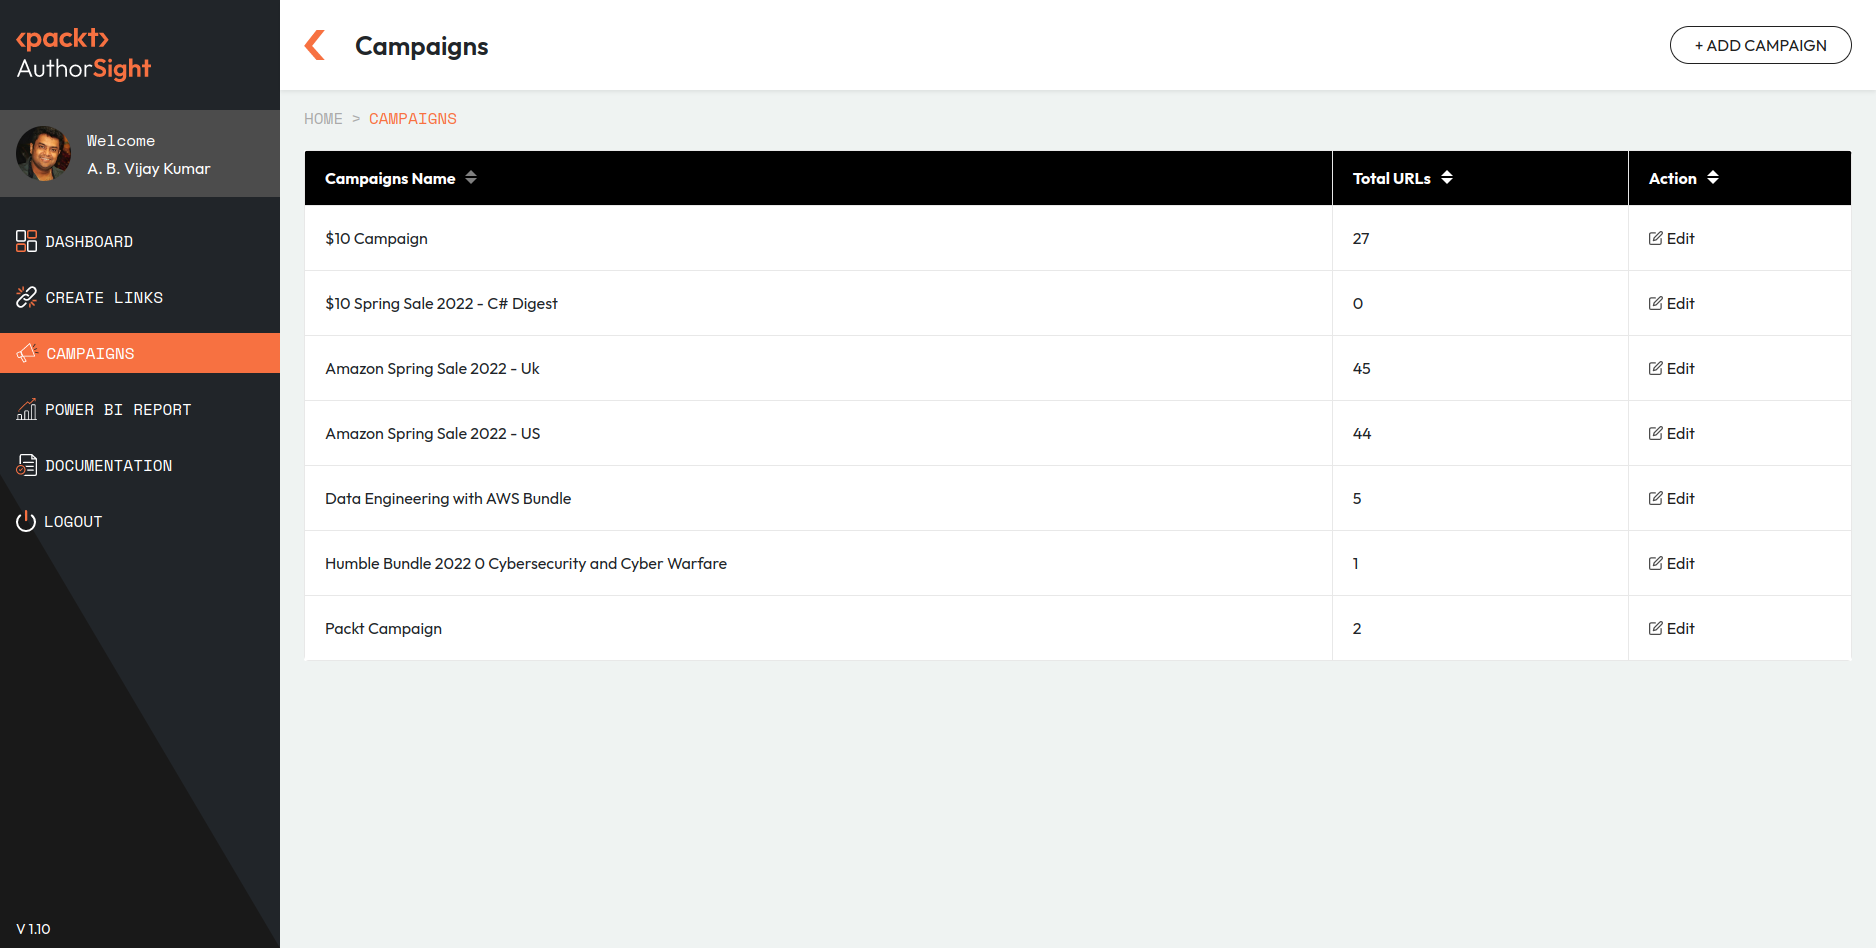 <packt>
AuthorSight
Welcome
A. B. Vijay Kumar
DASHBOARD
CREATE LINKS
CAMPAIGNS
POWER BI REPORT
DOCUMENTATION
LOGOUT
V 1.10
Campaigns
+ ADD CAMPAIGN
HOME > CAMPAIGNS
Campaigns Name Total URLs Action
$10 Campaign 27 Edit
$10 Spring Sale 2022 - C# Digest 0 Edit
Amazon Spring Sale 2022 - Uk 45 Edit
Amazon Spring Sale 2022 - US 44 Edit
Data Engineering with AWS Bundle 5 Edit
Humble Bundle 2022 0 Cybersecurity and Cyber Warfare 1 Edit
Packt Campaign 2 Edit